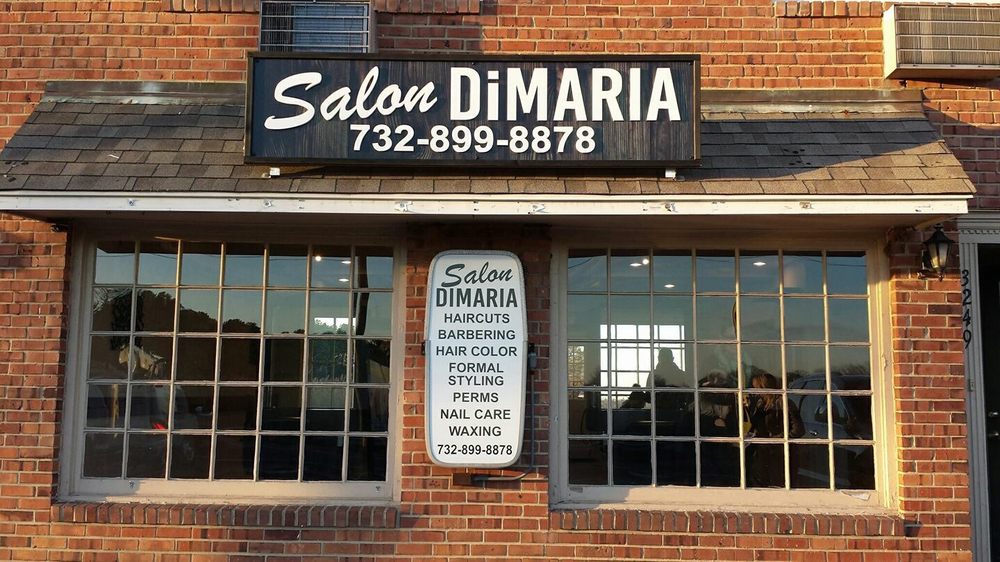 Salon DiMARIA
732-899-8878
Salon
DIMARIA
HAIRCUTS
BARBERING
HAIR COLOR
FORMAL
STYLING
PERMS
NAIL CARE
WAXING
732-899-8878
3249